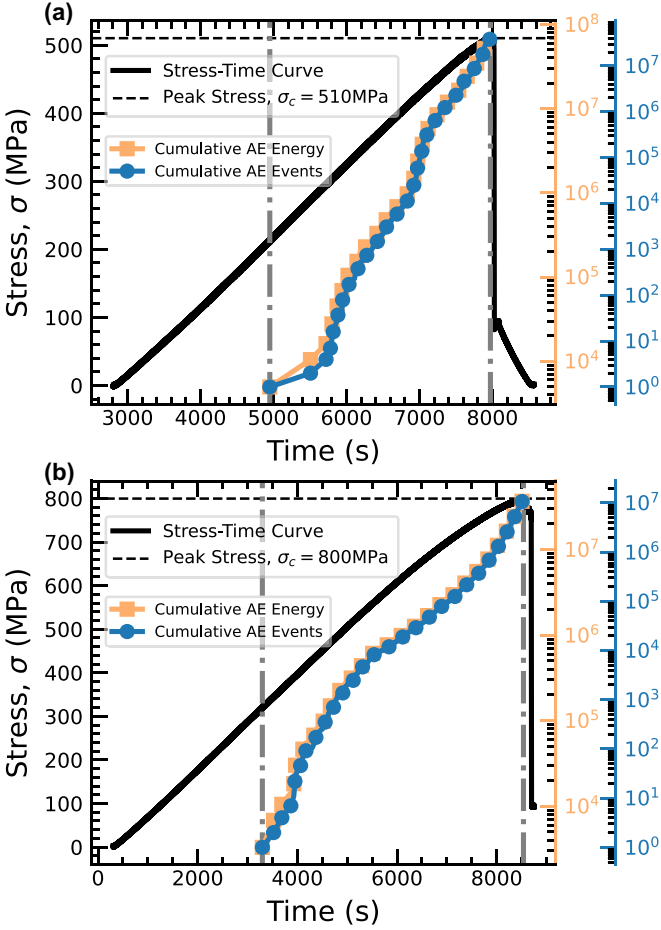 (a)
Stress-Time Curve
Peak Stress, σc = 510MPa
Cumulative AE Energy
Cumulative AE Events
Stress, σ (MPa)
500
400
300
200
100
0
3000 4000 5000 6000 7000 8000
Time (s)
10^8
10^7
10^6
10^5
10^4
10^7
10^6
10^5
10^4
10^3
10^2
10^1
10^0
(b)
Stress-Time Curve
Peak Stress, σc = 800MPa
Cumulative AE Energy
Cumulative AE Events
Stress, σ (MPa)
800
700
600
500
400
300
200
100
0
0 2000 4000 6000 8000
Time (s)
10^7
10^6
10^5
10^4
10^7
10^6
10^5
10^4
10^3
10^2
10^1
10^0